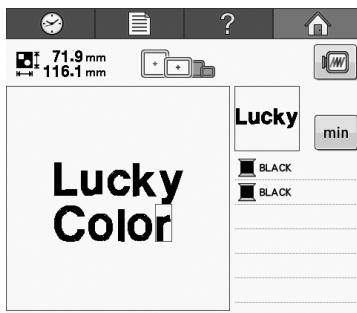 ?
71.9 mm
116.1 mm
Lucky
min
BLACK
BLACK
Lucky
Color